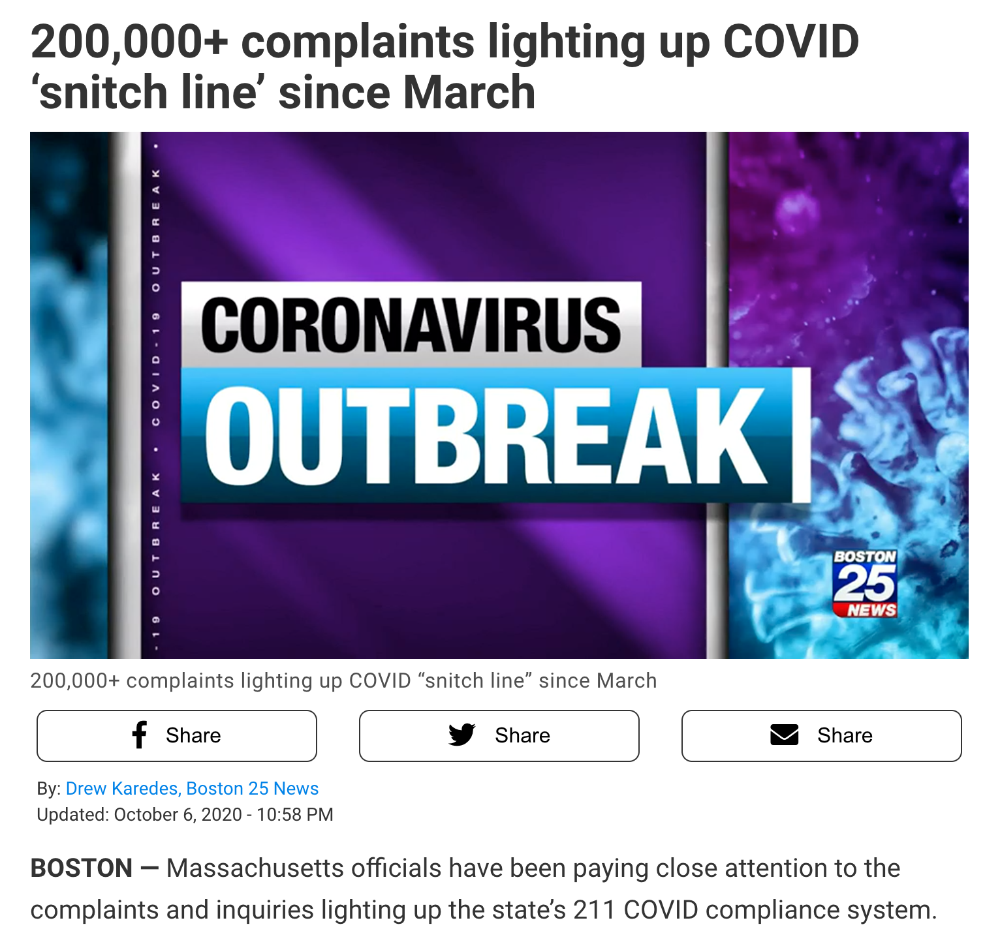 200,000+ complaints lighting up COVID
‘snitch line’ since March
-19 OUTBREAK • COVID-19 OUTBREAK •
CORONAVIRUS
OUTBREAK
BOSTON
25
NEWS
200,000+ complaints lighting up COVID “snitch line” since March
Share
Share
Share
By: Drew Karedes, Boston 25 News
Updated: October 6, 2020 - 10:58 PM
BOSTON — Massachusetts officials have been paying close attention to the
complaints and inquiries lighting up the state’s 211 COVID compliance system.